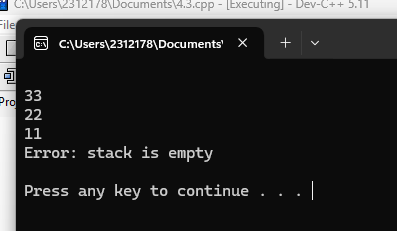 C:\Users\2312178\Documents\4.3.cpp - [Executing] - Dev-C++ 5.11
C:\Users\2312178\Documents\
33
22
11
Error: stack is empty
Press any key to continue . . .